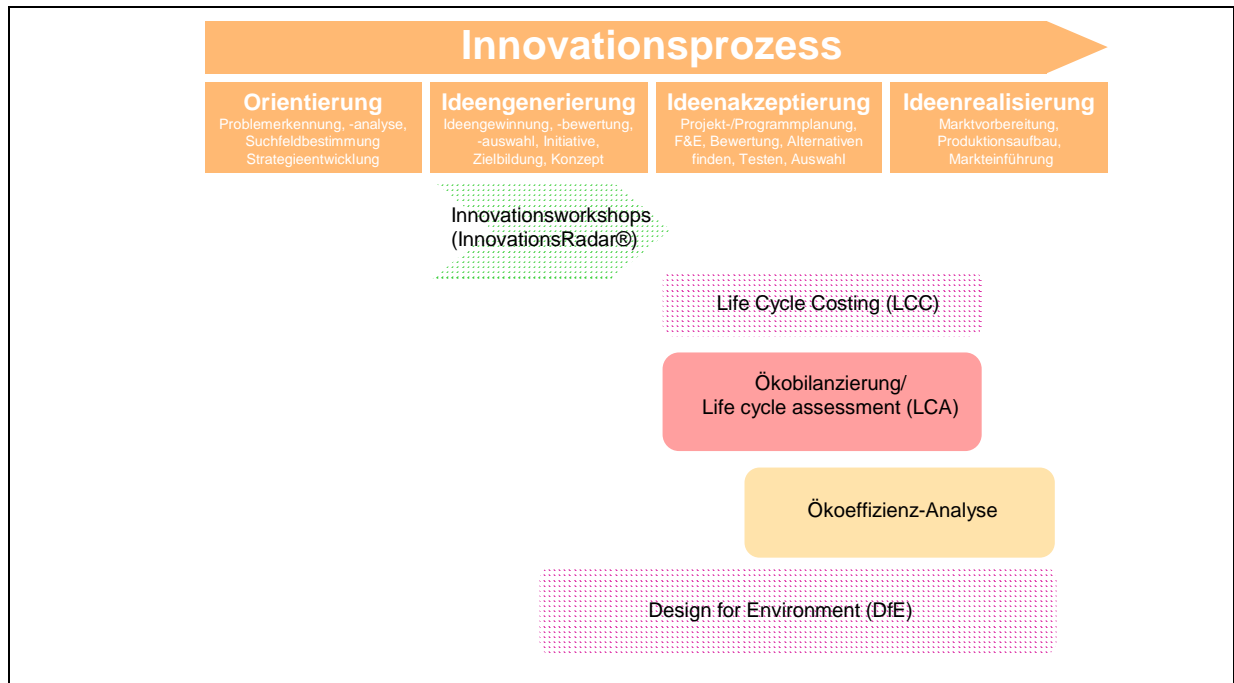 Innovationsprozess
Orientierung
Problemerkennung, -analyse,
Suchfeldbestimmung
Strategieentwicklung
Ideengenerierung
Ideengewinnung, -bewertung,
-auswahl, Initiative,
Zielbildung, Konzept
Ideenakzeptierung
Projekt-/Programmplanung,
F&E, Bewertung, Alternativen
finden, Testen, Auswahl
Ideenrealisierung
Marktvorbereitung,
Produktionsaufbau,
Markteinführung
Innovationsworkshops
(InnovationsRadar®)
Life Cycle Costing (LCC)
Ökobilanzierung/
Life cycle assessment (LCA)
Ökoeffizienz-Analyse
Design for Environment (DfE)